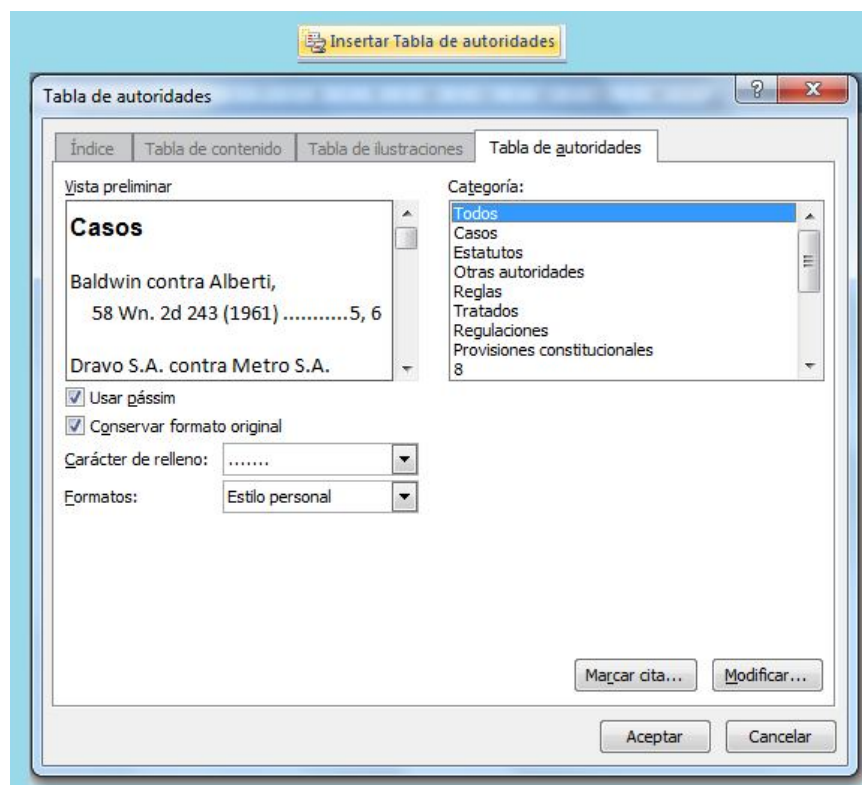 Insertar Tabla de autoridades
Tabla de autoridades
Índice Tabla de contenido Tabla de ilustraciones Tabla de autoridades
Vista preliminar
Casos
Baldwin contra Alberti,
58 Wn. 2d 243 (1961) ...........5, 6
Dravo S.A. contra Metro S.A.
Categoría:
Todos
Casos
Estatutos
Otras autoridades
Reglas
Tratados
Regulaciones
Provisiones constitucionales
8
Usar pássim
Conservar formato original
Carácter de relleno: .......
Formatos: Estilo personal
Marcar cita... Modificar...
Aceptar Cancelar